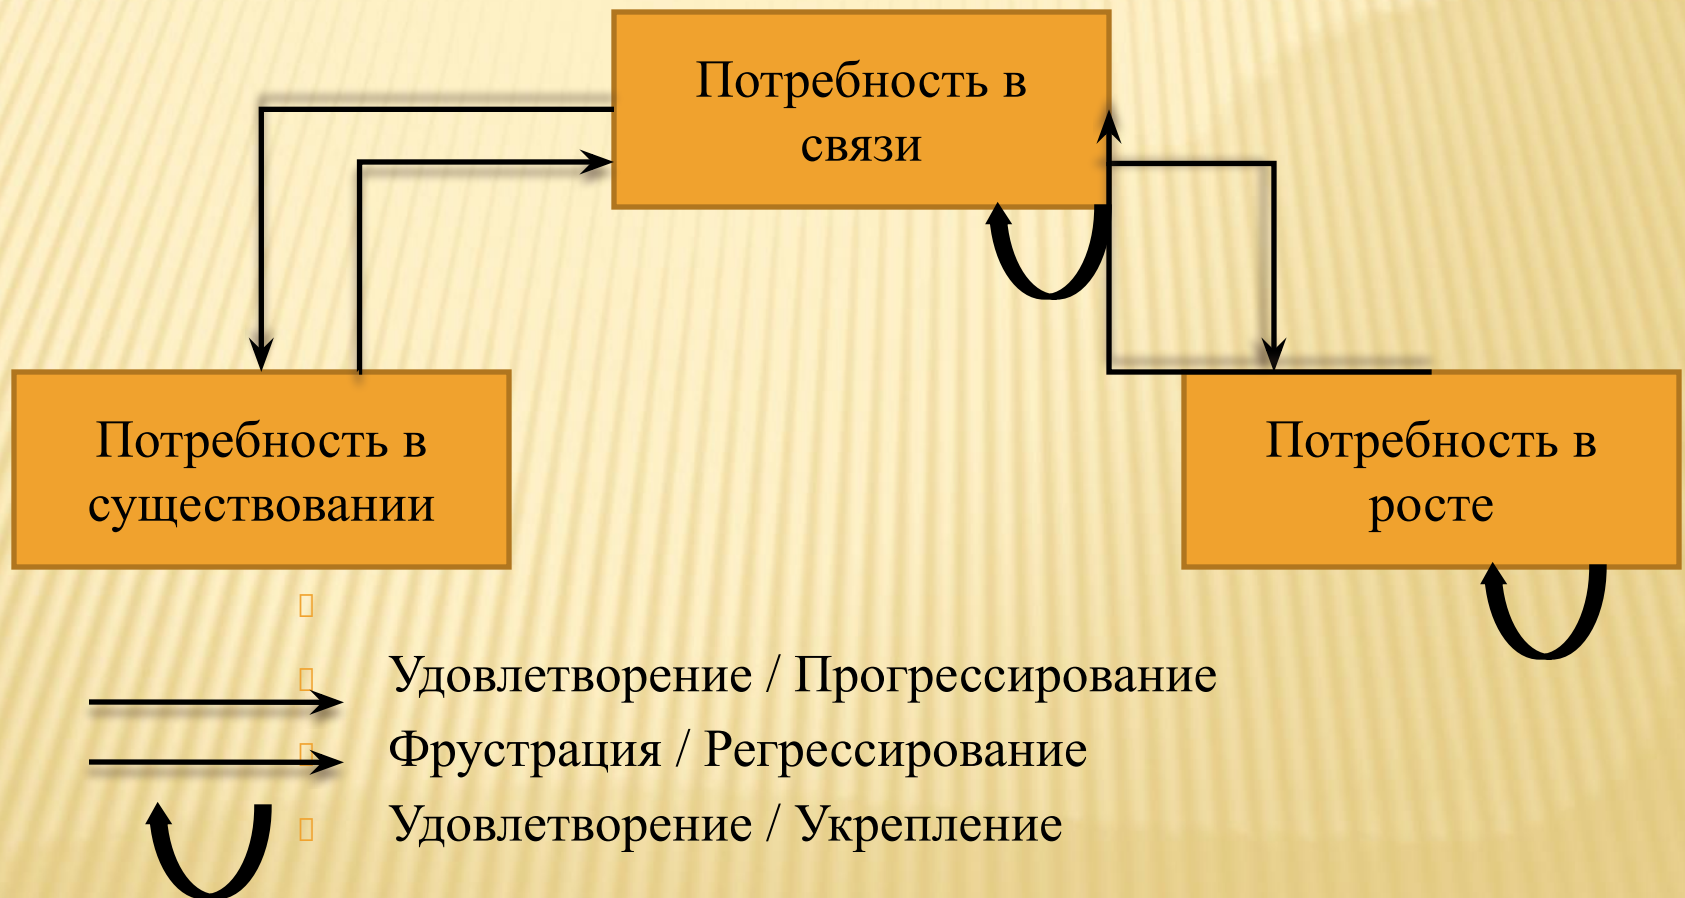 Потребность в
связи
Потребность в
существовании
Потребность в
росте
Удовлетворение / Прогрессирование
Фрустрация / Регрессирование
Удовлетворение / Укрепление